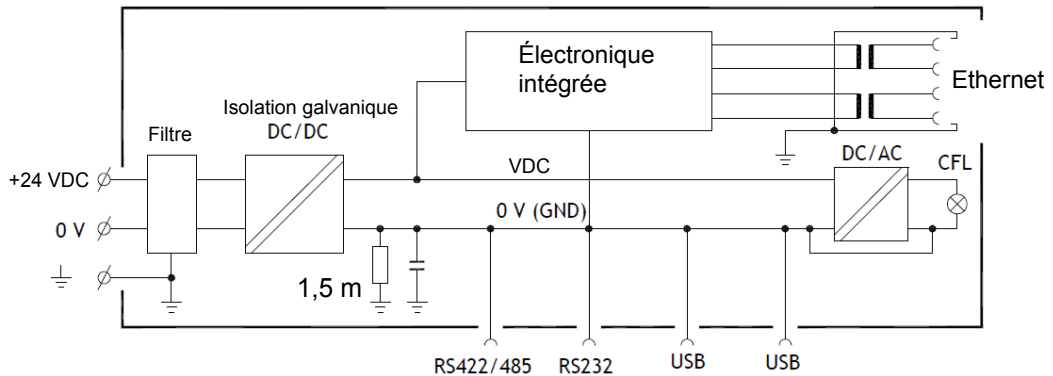 Électronique
intégrée
Ethernet
Isolation galvanique
DC/DC
Filtre
DC/AC
CFL
+24 VDC
VDC
0 V (GND)
0 V
1,5 m
RS422/485
RS232
USB
USB